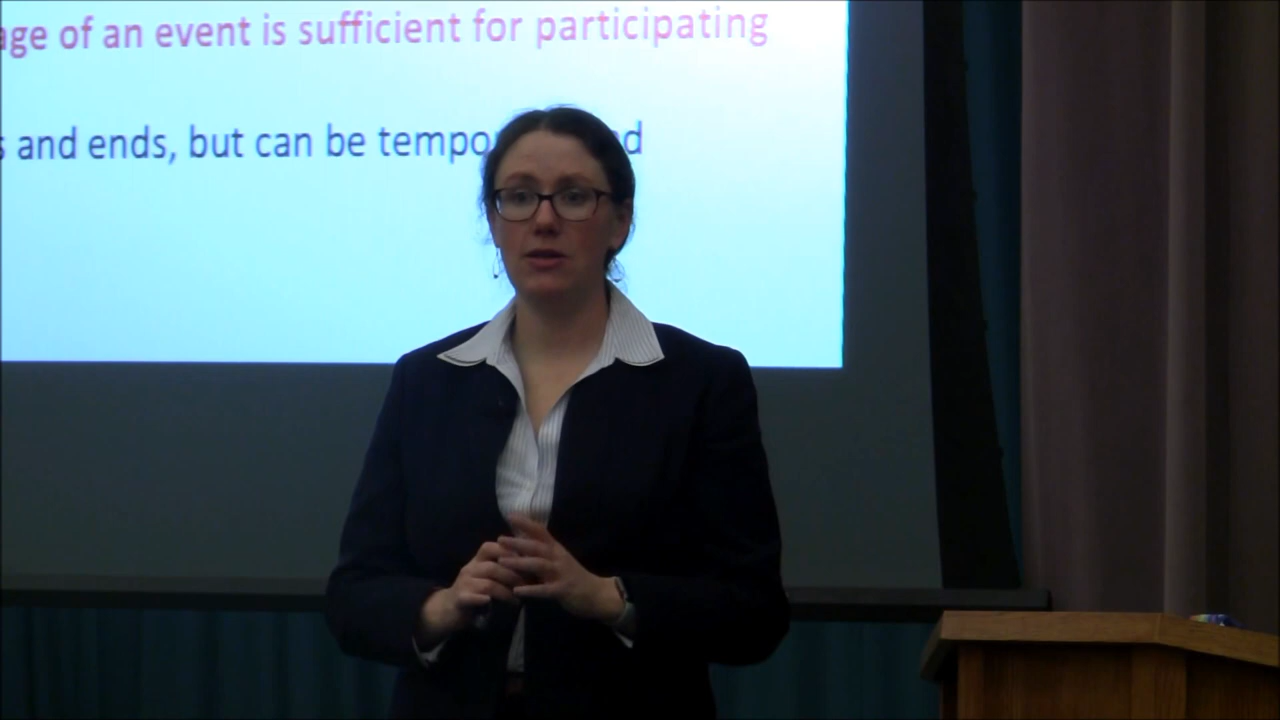 age of an event is sufficient for participating
s and ends, but can be tempo